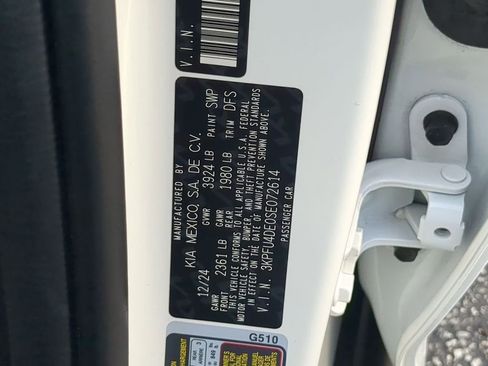 V.I.N.
MANUFACTURED BY
KIA MEXICO, S.A. DE C.V.
12/24 GVWR 3924 LB PAINT SWP
GAWR 2361 LB GAWR REAR 1980 LB TRIM DFS
THIS VEHICLE CONFORMS TO ALL APPLICABLE U.S.A. FEDERAL
MOTOR VEHICLE SAFETY, BUMPER, AND THEFT PREVENTION STANDARDS
IN EFFECT ON THE DATE OF MANUFACTURE SHOWN ABOVE.
V.I.N. 3KPFU4DE0SE072614
PASSENGER CAR
G510